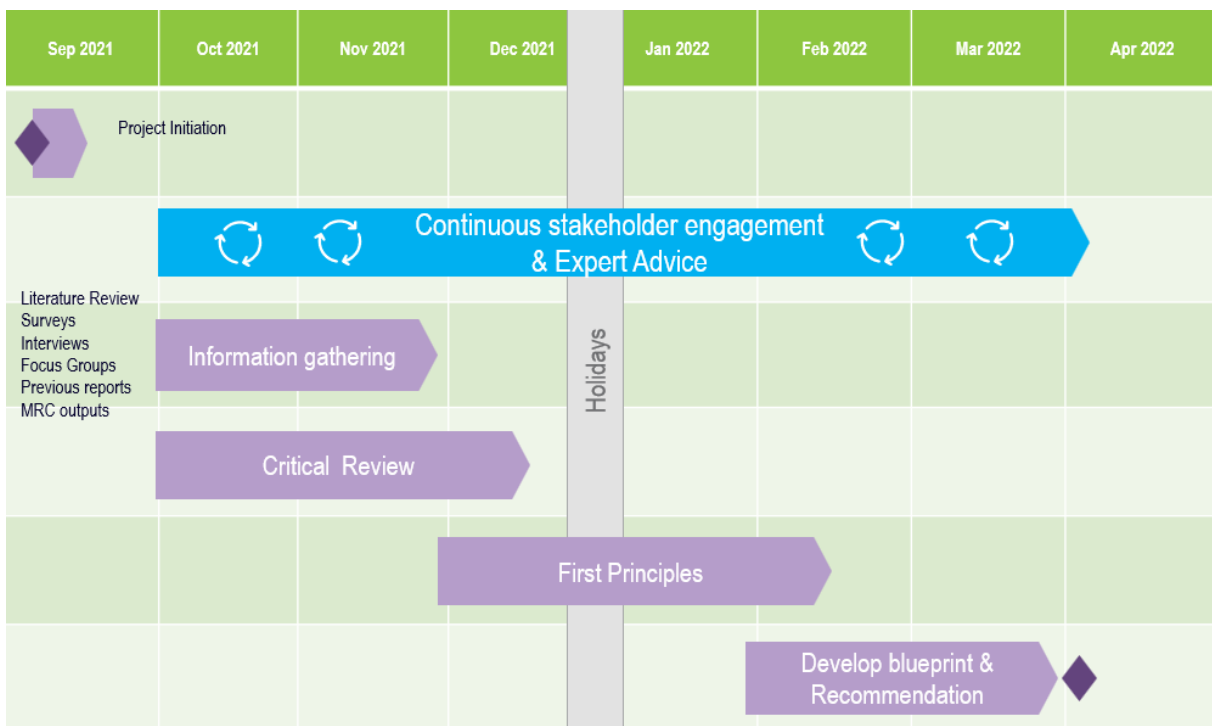 Sep 2021
Oct 2021
Nov 2021
Dec 2021
Jan 2022
Feb 2022
Mar 2022
Apr 2022
Project Initiation
Continuous stakeholder engagement
& Expert Advice
Literature Review
Surveys
Interviews
Focus Groups
Previous reports
MRC outputs
Information gathering
Holidays
Critical Review
First Principles
Develop blueprint &
Recommendation